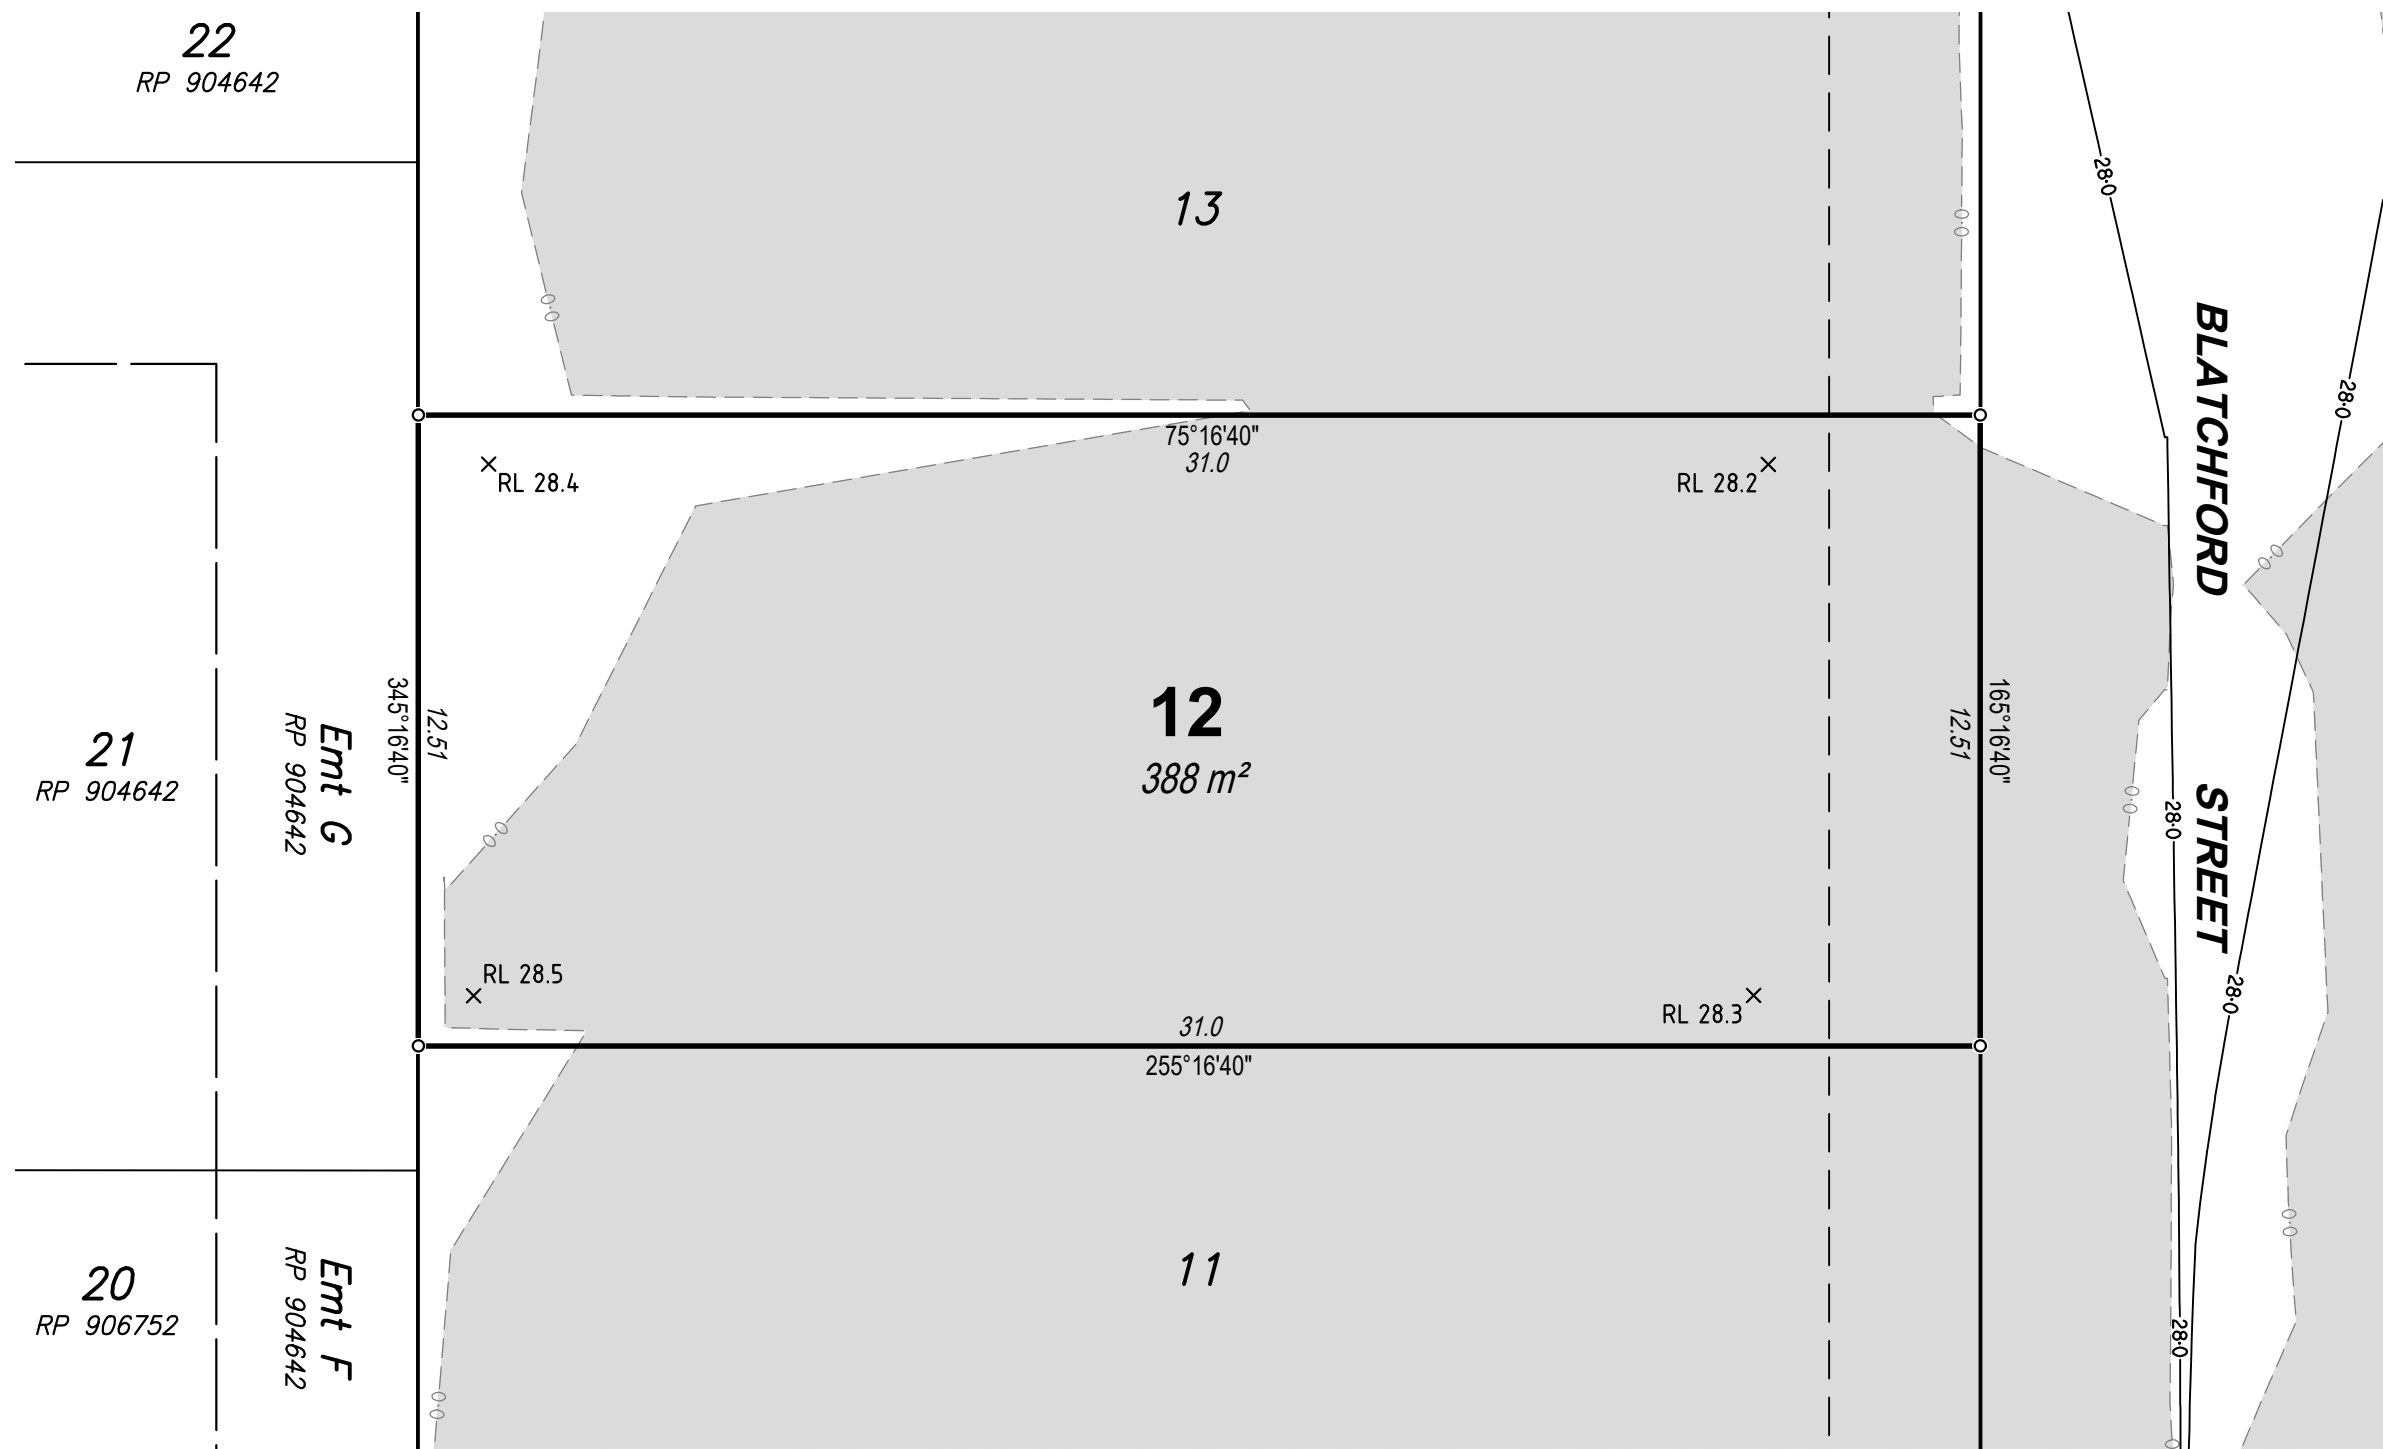 22
RP 904642
13
0·0
0·0
28·0
28·0
BLATCHFORD STREET
75°16'40"
31.0
RL 28.4
RL 28.2
0·0
345°16'40"
12.51
12
388 m²
12.51
165°16'40"
21
RP 904642
Emt G
RP 904642
0·0
0·0
28·0
RL 28.5
RL 28.3
28·0
31.0
255°16'40"
11
0·0
20
RP 906752
Emt F
RP 904642
28·0
0·0
0